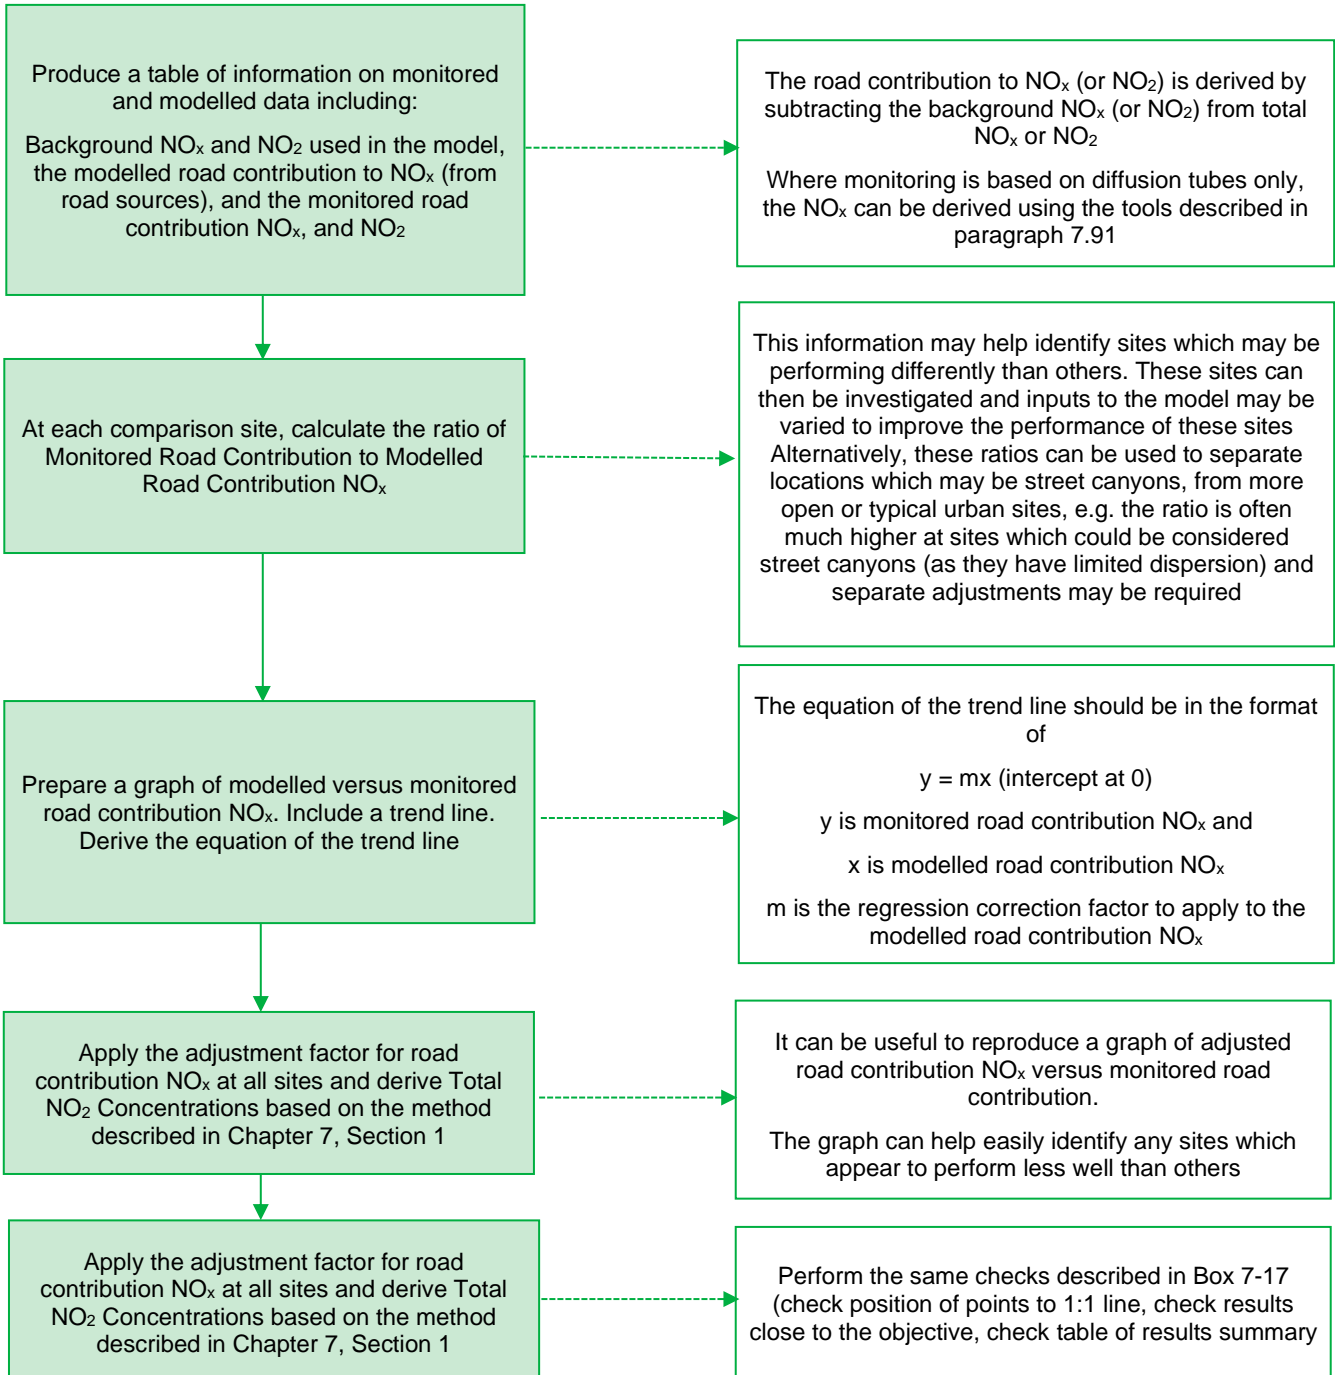 Produce a table of information on monitored
and modelled data including:
Background NOx and NO2 used in the model,
the modelled road contribution to NOx (from
road sources), and the monitored road
contribution NOx, and NO2
The road contribution to NOx (or NO2) is derived by
subtracting the background NOx (or NO2) from total
NOx or NO2
Where monitoring is based on diffusion tubes only,
the NOx can be derived using the tools described in
paragraph 7.91
At each comparison site, calculate the ratio of
Monitored Road Contribution to Modelled
Road Contribution NOx
This information may help identify sites which may be
performing differently than others. These sites can
then be investigated and inputs to the model may be
varied to improve the performance of these sites
Alternatively, these ratios can be used to separate
locations which may be street canyons, from more
open or typical urban sites, e.g. the ratio is often
much higher at sites which could be considered
street canyons (as they have limited dispersion) and
separate adjustments may be required
Prepare a graph of modelled versus monitored
road contribution NOx. Include a trend line.
Derive the equation of the trend line
The equation of the trend line should be in the format
of
y = mx (intercept at 0)
y is monitored road contribution NOx and
x is modelled road contribution NOx
m is the regression correction factor to apply to the
modelled road contribution NOx
Apply the adjustment factor for road
contribution NOx at all sites and derive Total
NO2 Concentrations based on the method
described in Chapter 7, Section 1
It can be useful to reproduce a graph of adjusted
road contribution NOx versus monitored road
contribution.
The graph can help easily identify any sites which
appear to perform less well than others
Apply the adjustment factor for road
contribution NOx at all sites and derive Total
NO2 Concentrations based on the method
described in Chapter 7, Section 1
Perform the same checks described in Box 7-17
(check position of points to 1:1 line, check results
close to the objective, check table of results summary